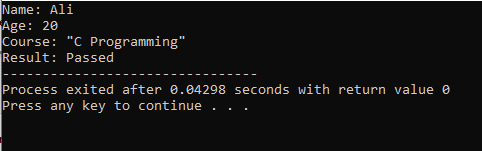 Name: Ali
Age: 20
Course: "C Programming"
Result: Passed
--------------------------------
Process exited after 0.04298 seconds with return value 0
Press any key to continue . . .